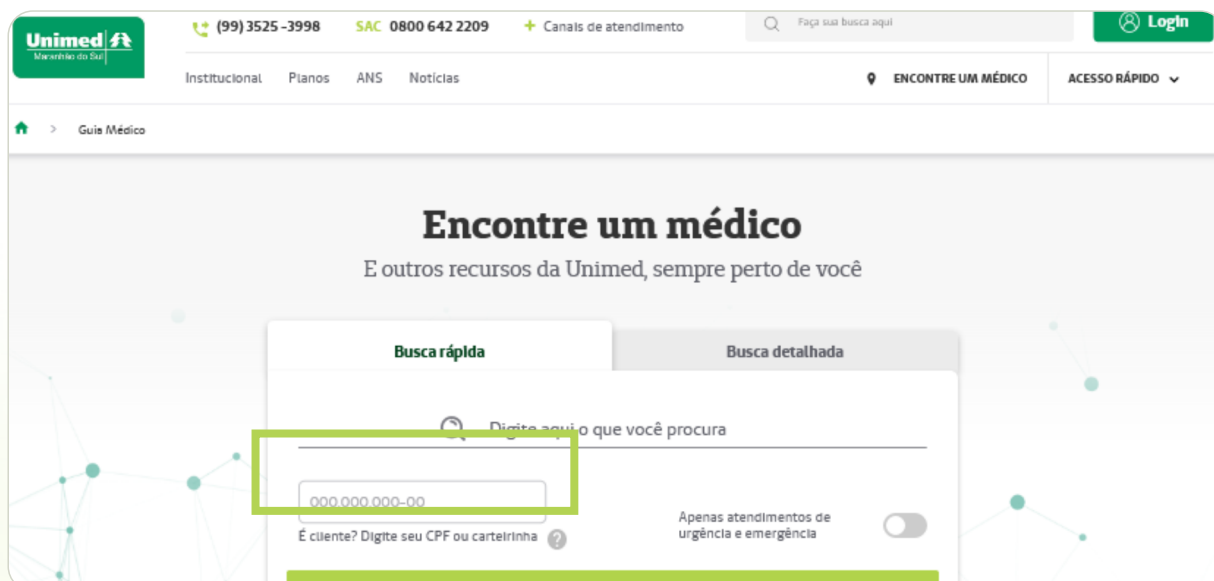 Unimed
Maranhão do Sul
(99) 3525 -3998
SAC 0800 642 2209
+ Canais de atendimento
Faça sua busca aqui
Login
Institucional
Planos
ANS
Notícias
ENCONTRE UM MÉDICO
ACESSO RÁPIDO
> Guia Médico
Encontre um médico
E outros recursos da Unimed, sempre perto de você
Busca rápida
Busca detalhada
Digite aqui o que você procura
000.000.000-00
É cliente? Digite seu CPF ou carteirinha ?
Apenas atendimentos de
urgência e emergência